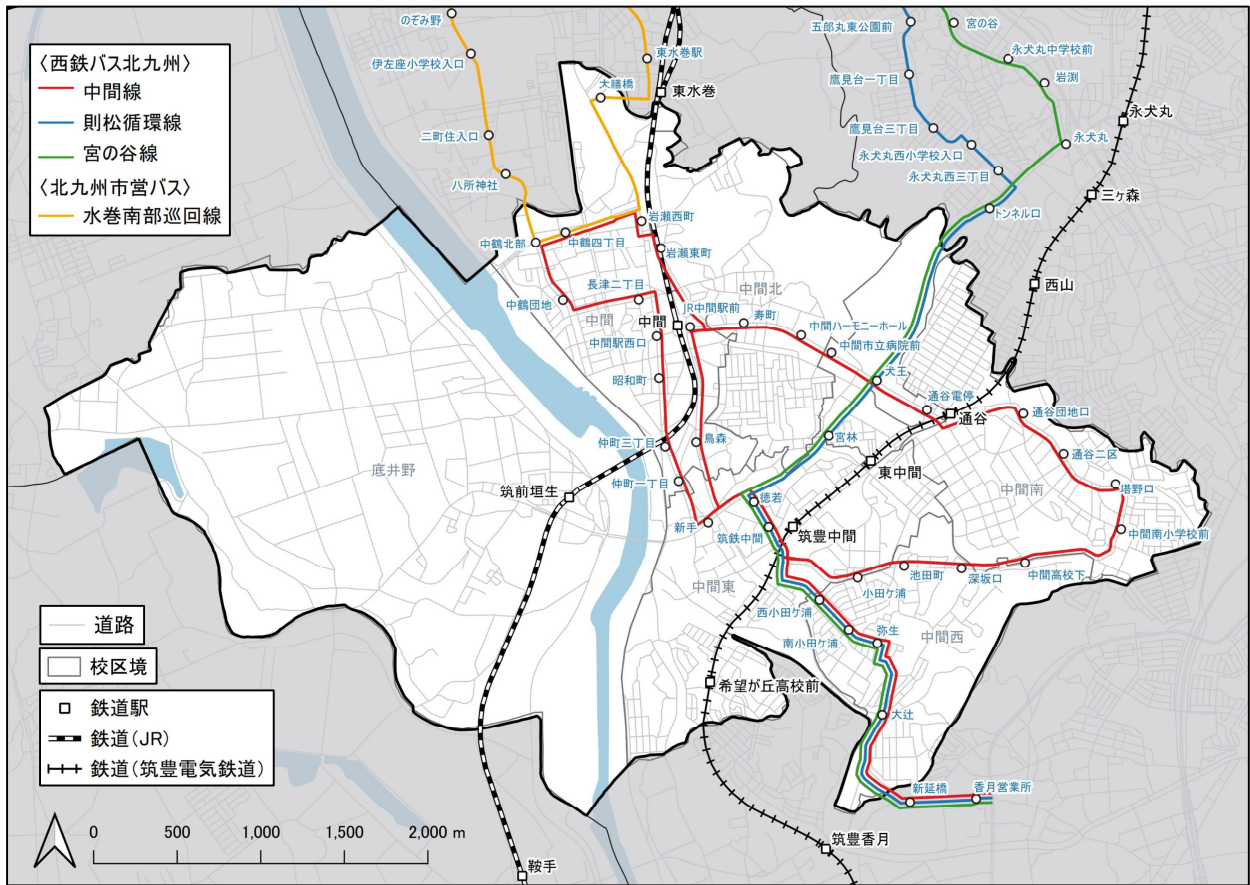 〈西鉄バス北九州〉
中間線
則松循環線
宮の谷線
〈北九州市営バス〉
水巻南部巡回線
のぞみ野
伊左座小学校入口
二町住入口
八所神社
中鶴北部
中鶴四丁目
大膳橋
東水巻駅
東水巻
岩瀬西町
岩瀬東町
中鶴団地
長津二丁目
中間
中間
中間北
JR中間駅前
寿町
中間ハーモニーホール
中間市立病院前
中間駅西口
昭和町
仲町三丁目
仲町一丁目
鳥森
新手
五郎丸東公園前
宮の谷
永犬丸中学校前
鷹見台一丁目
岩渕
鷹見台三丁目
永犬丸西小学校入口
永犬丸西三丁目
永犬丸
永犬丸
三ヶ森
トンネル口
西山
犬王
通谷電停
通谷
通谷団地口
宮林
東中間
通谷二区
中間南
塔野口
中間南小学校前
徳若
筑鉄中間
筑豊中間
池田町
深坂口
中間高校下
小田ケ浦
西小田ケ浦
南小田ケ浦
弥生
中間西
中間東
底井野
筑前垣生
希望が丘高校前
大辻
新延橋
香月営業所
筑豊香月
鞍手
道路
校区境
鉄道駅
鉄道(JR)
鉄道(筑豊電気鉄道)
0 500 1,000 1,500 2,000 m